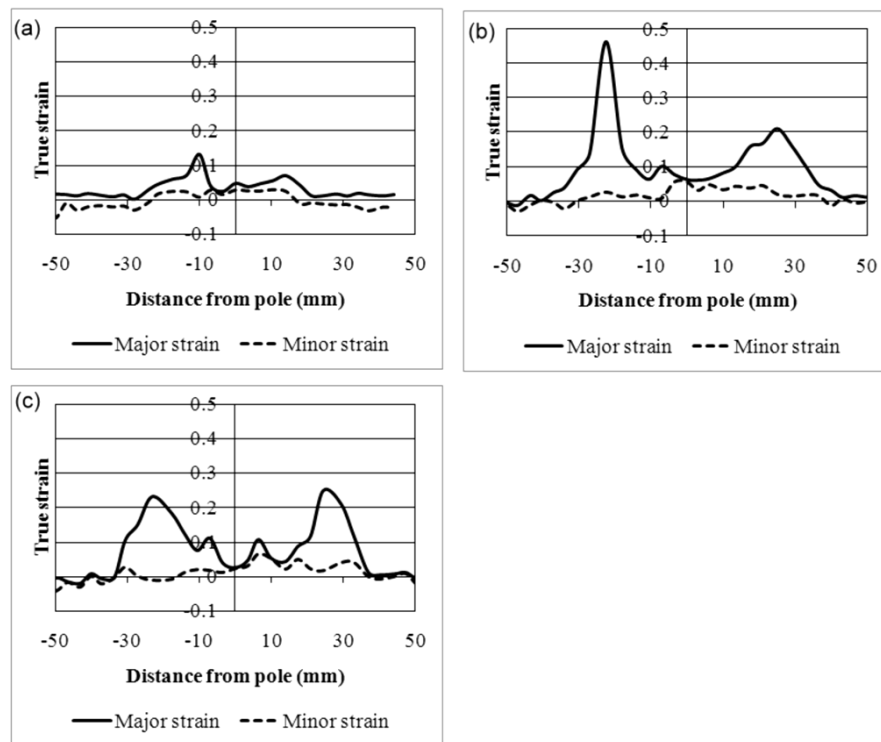 (a)
0.5
0.4
0.3
0.2
0.1
0
-0.1
True strain
-50 -30 -10 10 30 50
Distance from pole (mm)
Major strain Minor strain
(b)
0.5
0.4
0.3
0.2
0.1
0
-0.1
True strain
-50 -30 -10 10 30 50
Distance from pole (mm)
Major strain Minor strain
(c)
0.5
0.4
0.3
0.2
0.1
0
-0.1
True strain
-50 -30 -10 10 30 50
Distance from pole (mm)
Major strain Minor strain